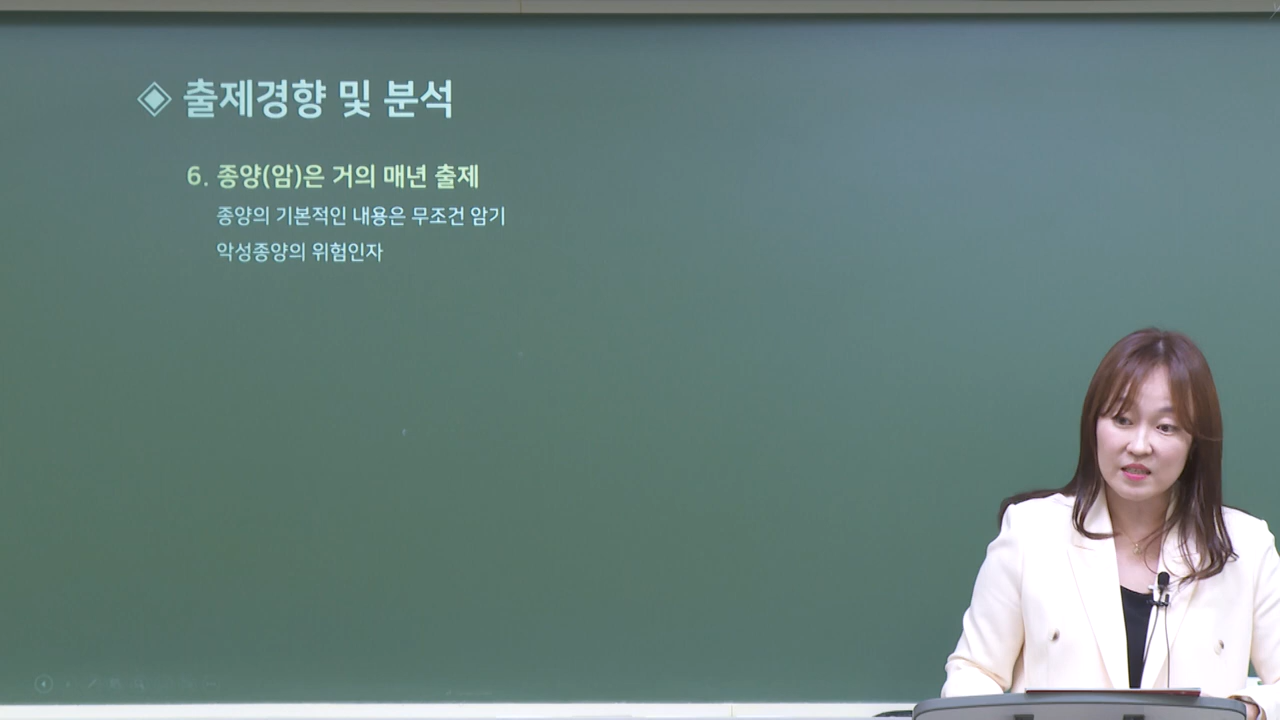 출제경향 및 분석
6. 종양(암)은 거의 매년 출제
종양의 기본적인 내용은 무조건 암기
악성종양의 위험인자